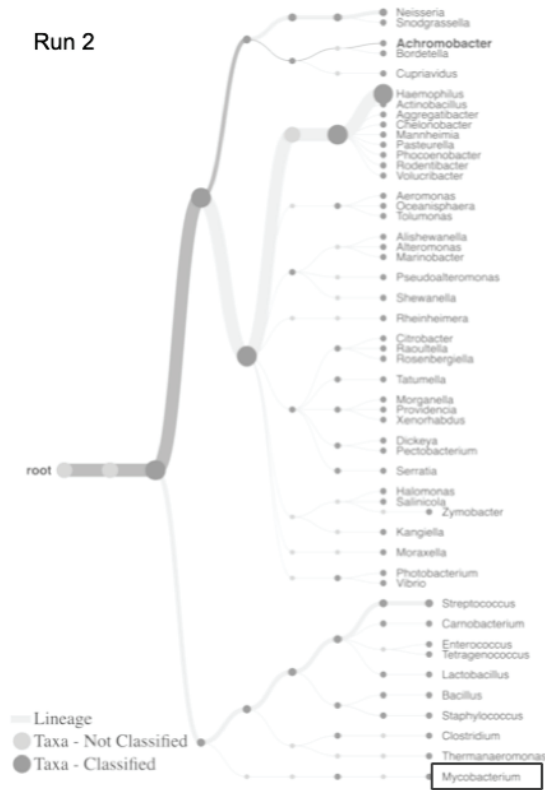 Run 2
Neisseria
Snodgrassella
Achromobacter
Bordetella
Cupriavidus
Haemophilus
Actinobacillus
Aggregatibacter
Chelonobacter
Mannheimia
Pasteurella
Phocoenobacter
Rodentibacter
Volucribacter
Aeromonas
Oceanisphaera
Tolumonas
Alishewanella
Alteromonas
Marinobacter
Pseudoalteromonas
Shewanella
Rheinheimera
Citrobacter
Raoultella
Rosenbergiella
Tatumella
Morganella
Providencia
Xenorhabdus
Dickeya
Pectobacterium
root
Serratia
Halomonas
Salinicola
Zymobacter
Kangiella
Moraxella
Photobacterium
Vibrio
Streptococcus
Carnobacterium
Enterococcus
Tetragenococcus
Lactobacillus
Bacillus
Staphylococcus
Clostridium
Thermanaeromonas
Mycobacterium
Lineage
Taxa - Not Classified
Taxa - Classified